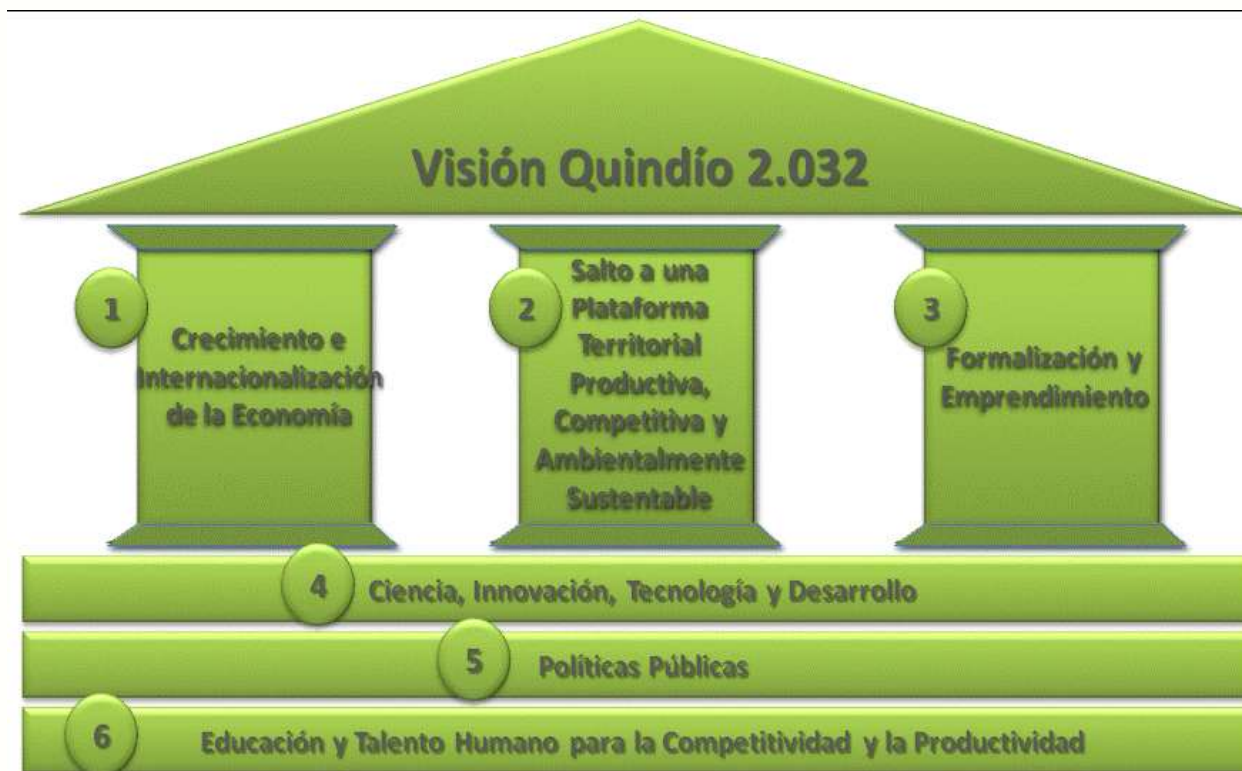 Visión Quindío 2.032
1
Crecimiento e
Internacionalización
de la Economía
2
Salto a una
Plataforma
Territorial
Productiva,
Competitiva y
Ambientalmente
Sustentable
3
Formalización y
Emprendimiento
4
Ciencia, Innovación, Tecnología y Desarrollo
5
Políticas Públicas
6
Educación y Talento Humano para la Competitividad y la Productividad